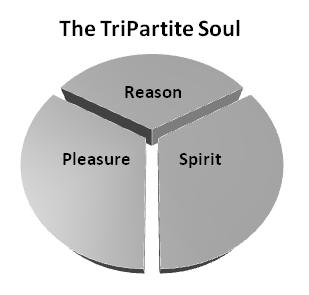 The TriPartite Soul
Reason
Pleasure
Spirit